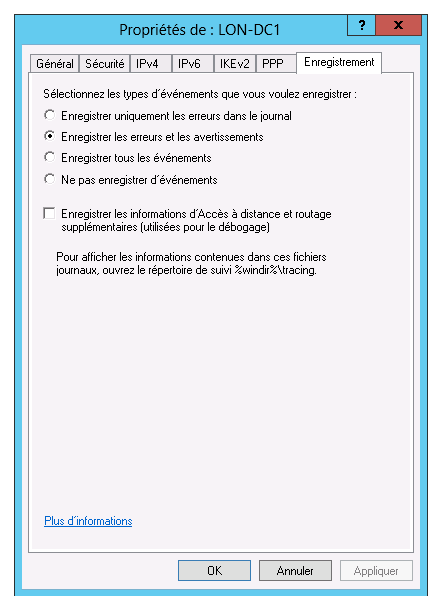 Propriétés de : LON-DC1
? x
Général Sécurité IPv4 IPv6 IKEv2 PPP Enregistrement
Sélectionnez les types d'événements que vous voulez enregistrer :
Enregistrer uniquement les erreurs dans le journal
Enregistrer les erreurs et les avertissements
Enregistrer tous les événements
Ne pas enregistrer d'événements
Enregistrer les informations d'Accès à distance et routage
supplémentaires (utilisées pour le débogage)
Pour afficher les informations contenues dans ces fichiers
journaux, ouvrez le répertoire de suivi %windir%\tracing.
Plus d'informations
OK Annuler Appliquer